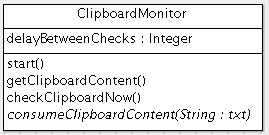 ClipboardMonitor
delayBetweenChecks : Integer
start()
getClipboardContent()
checkClipboardNow()
consumeClipboardContent(String : txt)